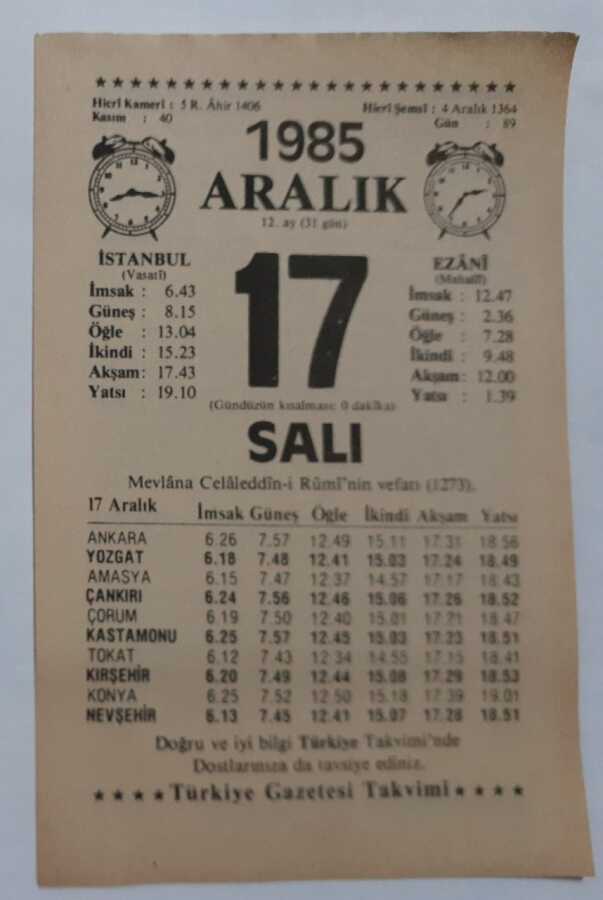 Hicrî Kamerî : 5 R. Âhir 1406
Hicrî Şemsî : 4 Aralık 1364
Kasım : 40
Gün : 89
1985
ARALIK
12. ay (31 gün)
17
İSTANBUL
(Vasatî)
İmsak : 6.43
Güneş : 8.15
Öğle : 13.04
İkindi : 15.23
Akşam: 17.43
Yatsı : 19.10
EZÂNÎ
(Mahallî)
İmsak : 12.47
Güneş : 2.36
Öğle : 7.28
İkindi : 9.48
Akşam: 12.00
Yatsı : 1.39
(Gündüzün kısalması: 0 dakika)
SALI
Mevlâna Celâleddîn-i Rûmî'nin vefatı (1273).
17 Aralık İmsak Güneş Öğle İkindi Akşam Yatsı
ANKARA 6.26 7.57 12.49 15.11 17.31 18.56
YOZGAT 6.18 7.48 12.41 15.03 17.24 18.49
AMASYA 6.15 7.47 12.37 14.57 17.17 18.43
ÇANKIRI 6.24 7.56 12.46 15.06 17.26 18.52
ÇORUM 6.19 7.50 12.40 15.01 17.21 18.47
KASTAMONU 6.25 7.57 12.45 15.03 17.23 18.51
TOKAT 6.12 7.43 12.34 14.55 17.15 18.41
KIRŞEHİR 6.20 7.49 12.44 15.08 17.29 18.53
KONYA 6.25 7.52 12.50 15.18 17.39 19.01
NEVŞEHİR 6.13 7.45 12.41 15.07 17.28 18.51
Doğru ve iyi bilgi Türkiye Takvimi'nde
Dostlarınıza da tavsiye ediniz.
Türkiye Gazetesi Takvimi